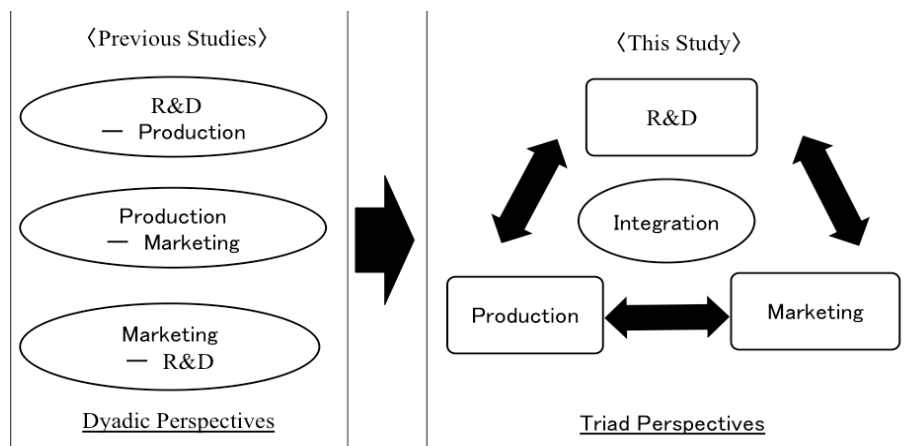 〈Previous Studies〉
R&D
— Production
Production
— Marketing
Marketing
— R&D
Dyadic Perspectives
〈This Study〉
R&D
Integration
Production
Marketing
Triad Perspectives